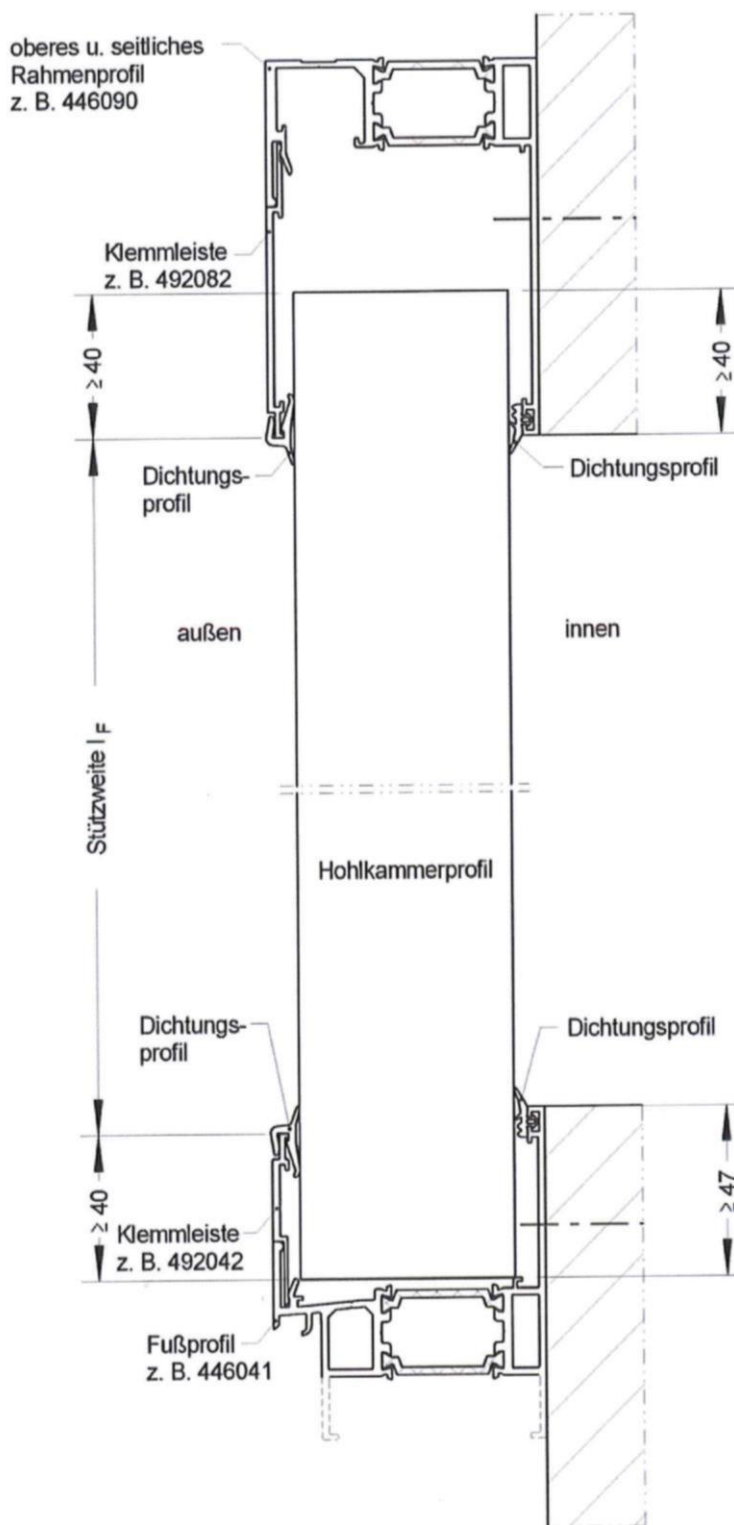 oberes u. seitliches
Rahmenprofil
z. B. 446090
Klemmleiste
z. B. 492082
≥ 40
≥ 40
Dichtungs-
profil
Dichtungsprofil
außen
innen
Stützweite l F
Hohlkammerprofil
Dichtungs-
profil
Dichtungsprofil
≥ 40
≥ 47
Klemmleiste
z. B. 492042
Fußprofil
z. B. 446041